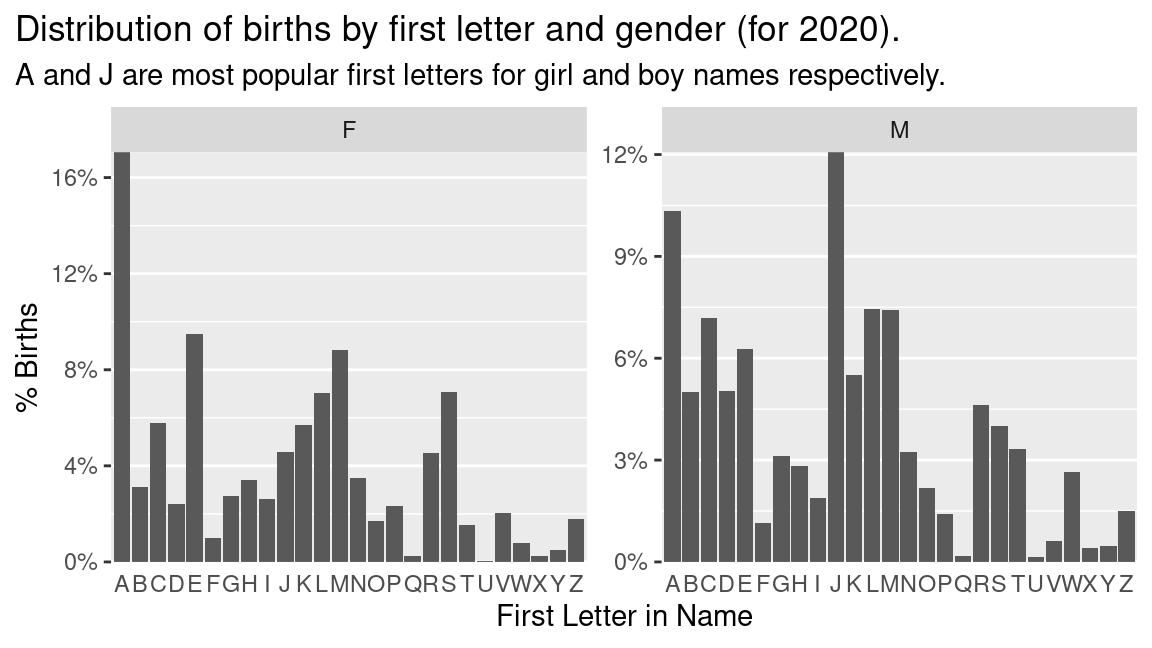 Distribution of births by first letter and gender (for 2020).
A and J are most popular first letters for girl and boy names respectively.
F
M
% Births
16%
12%
8%
4%
0%
12%
9%
6%
3%
0%
A B C D E F G H I J K L M N O P Q R S T U V W X Y Z
A B C D E F G H I J K L M N O P Q R S T U V W X Y Z
First Letter in Name